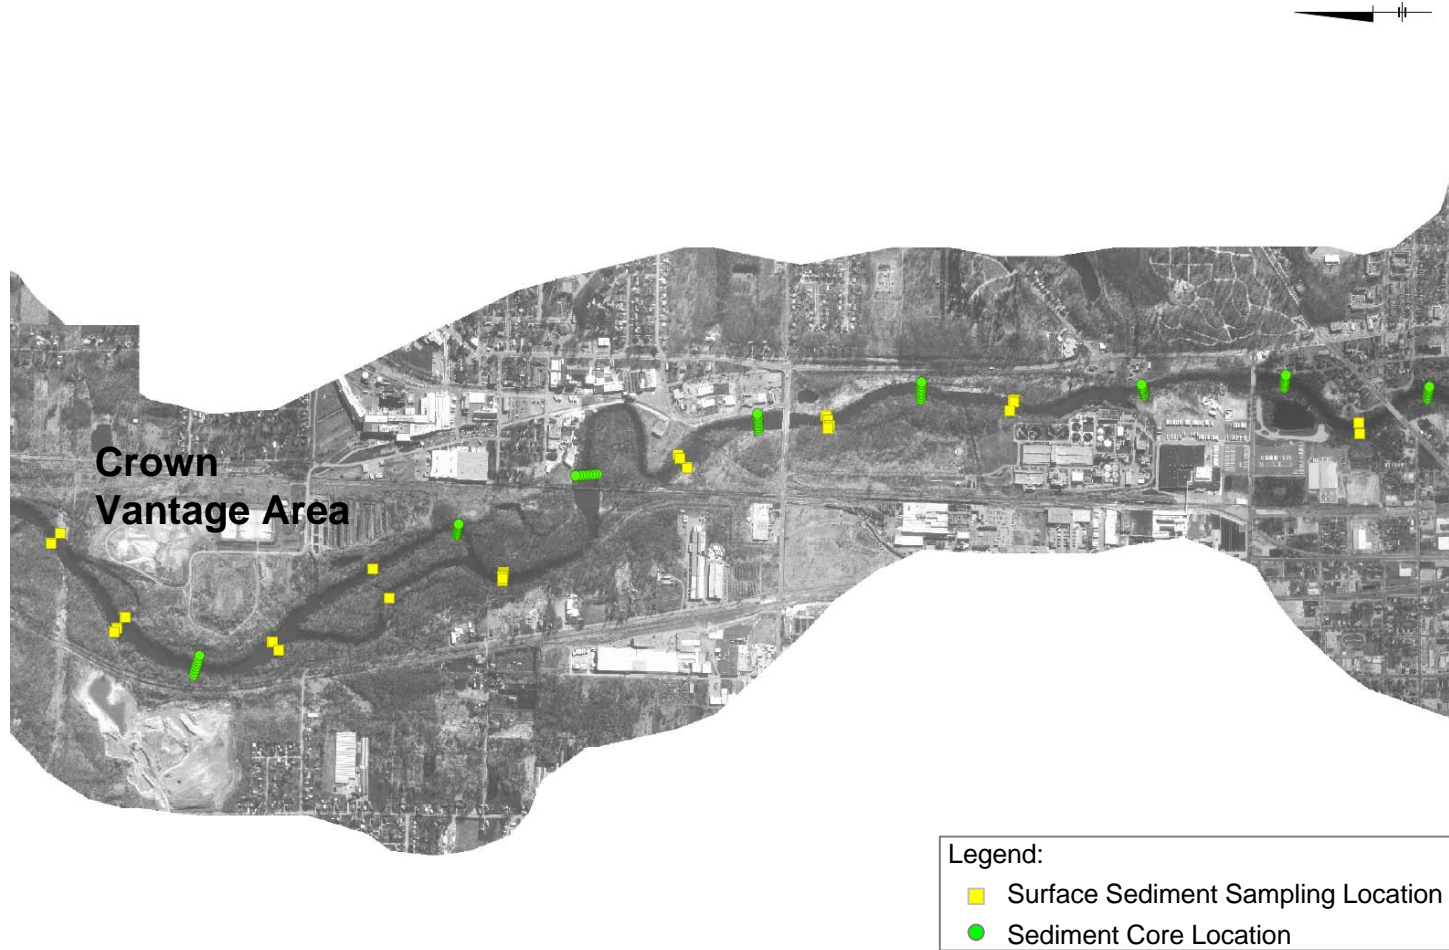 Crown
Vantage Area
Legend:
Surface Sediment Sampling Location
Sediment Core Location